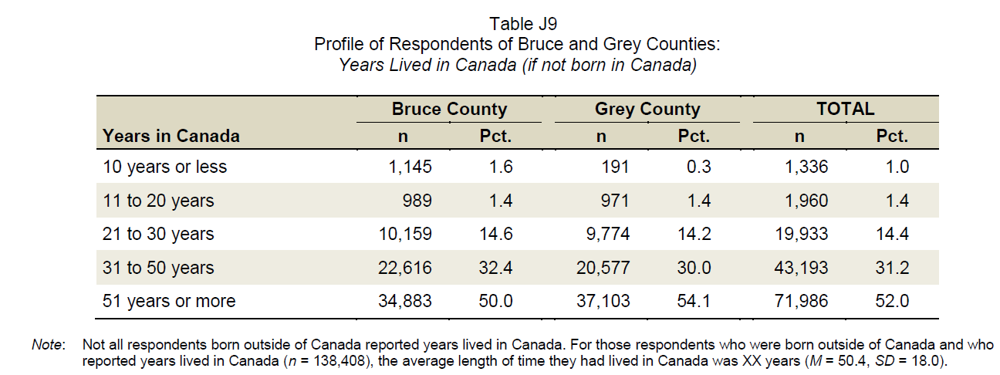 Table J9
Profile of Respondents of Bruce and Grey Counties:
Years Lived in Canada (if not born in Canada)
Bruce County Grey County TOTAL
Years in Canada n Pct. n Pct. n Pct.
10 years or less 1,145 1.6 191 0.3 1,336 1.0
11 to 20 years 989 1.4 971 1.4 1,960 1.4
21 to 30 years 10,159 14.6 9,774 14.2 19,933 14.4
31 to 50 years 22,616 32.4 20,577 30.0 43,193 31.2
51 years or more 34,883 50.0 37,103 54.1 71,986 52.0
Note: Not all respondents born outside of Canada reported years lived in Canada. For those respondents who were born outside of Canada and who
reported years lived in Canada (n = 138,408), the average length of time they had lived in Canada was XX years (M = 50.4, SD = 18.0).